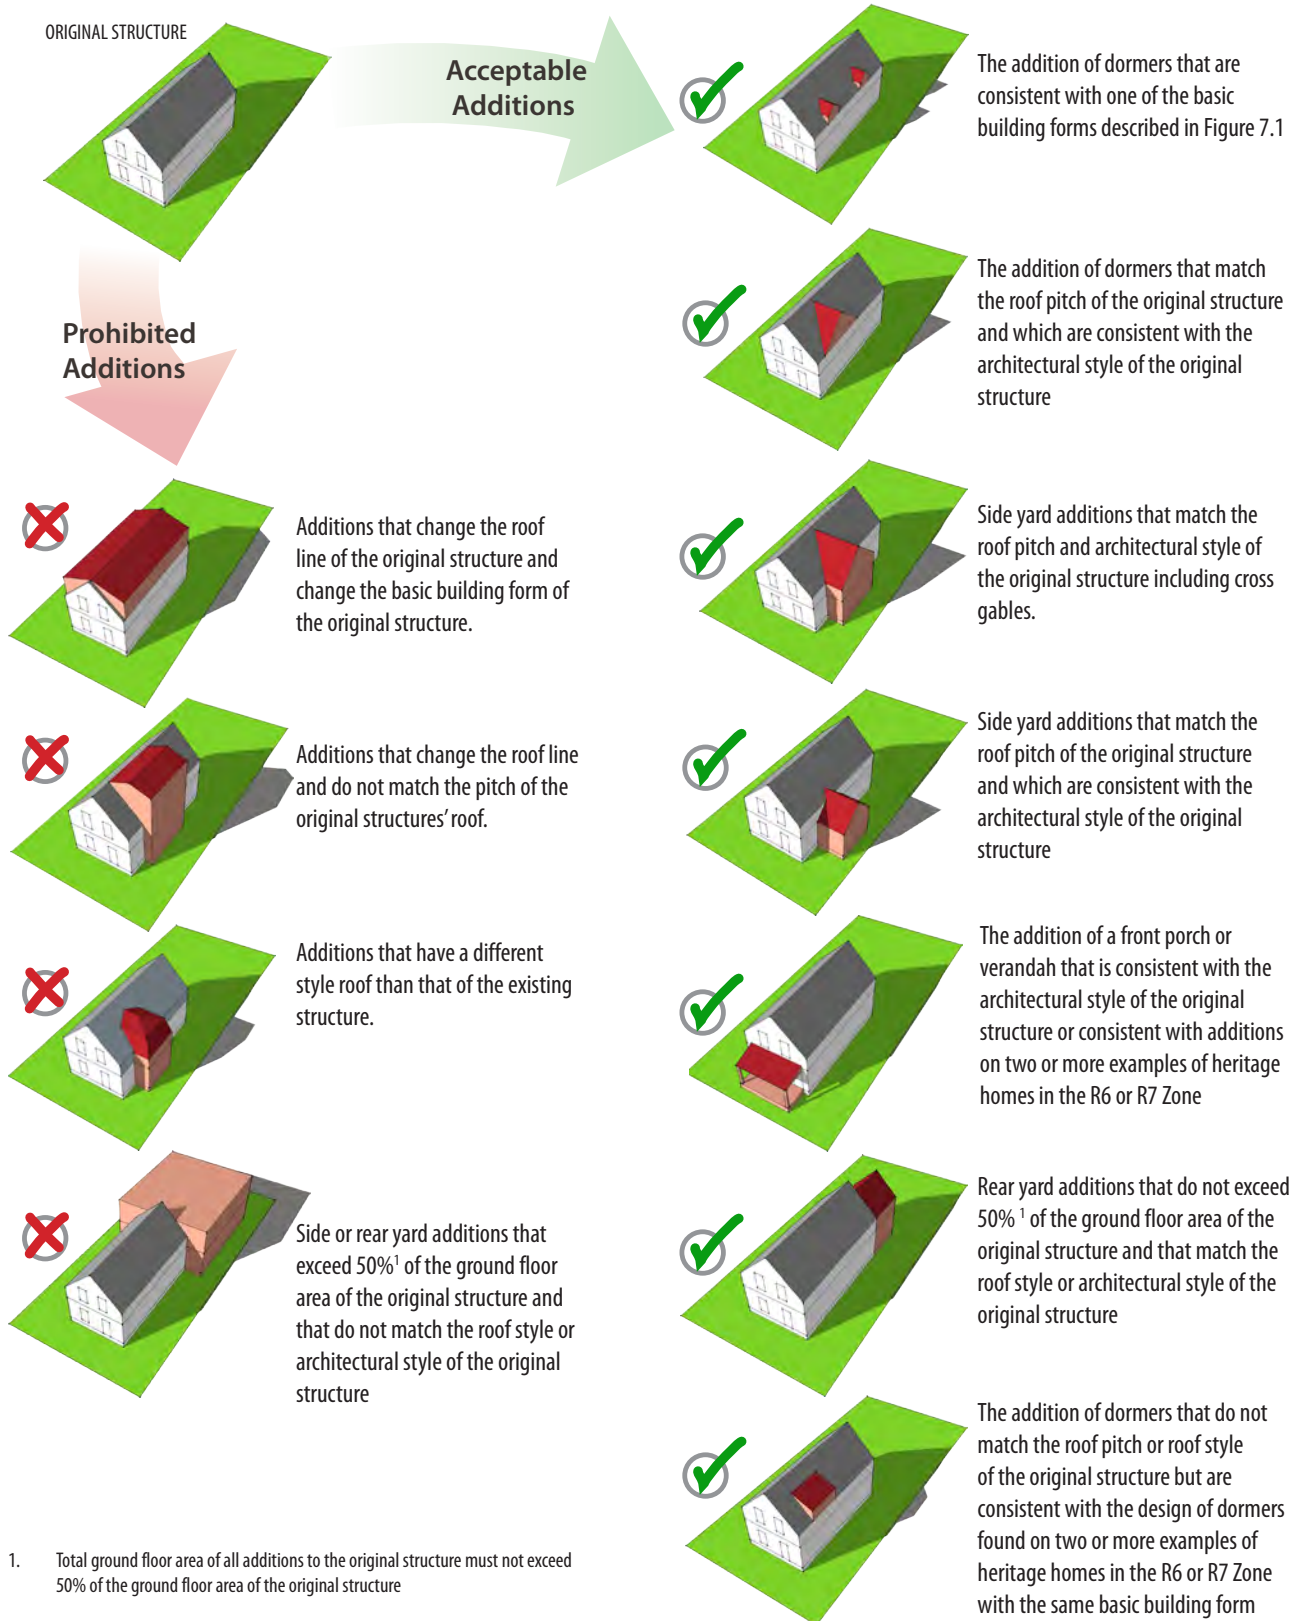 ORIGINAL STRUCTURE
Acceptable
Additions
The addition of dormers that are
consistent with one of the basic
building forms described in Figure 7.1
The addition of dormers that match
the roof pitch of the original structure
and which are consistent with the
architectural style of the original
structure
Prohibited
Additions
Additions that change the roof
line of the original structure and
change the basic building form of
the original structure.
Side yard additions that match the
roof pitch and architectural style of
the original structure including cross
gables.
Additions that change the roof line
and do not match the pitch of the
original structures' roof.
Side yard additions that match the
roof pitch of the original structure
and which are consistent with the
architectural style of the original
structure
Additions that have a different
style roof than that of the existing
structure.
The addition of a front porch or
verandah that is consistent with the
architectural style of the original
structure or consistent with additions
on two or more examples of heritage
homes in the R6 or R7 Zone
Side or rear yard additions that
exceed 50%¹ of the ground floor
area of the original structure and
that do not match the roof style or
architectural style of the original
structure
Rear yard additions that do not exceed
50% ¹ of the ground floor area of the
original structure and that match the
roof style or architectural style of the
original structure
The addition of dormers that do not
match the roof pitch or roof style
of the original structure but are
consistent with the design of dormers
found on two or more examples of
heritage homes in the R6 or R7 Zone
with the same basic building form
1. Total ground floor area of all additions to the original structure must not exceed
50% of the ground floor area of the original structure